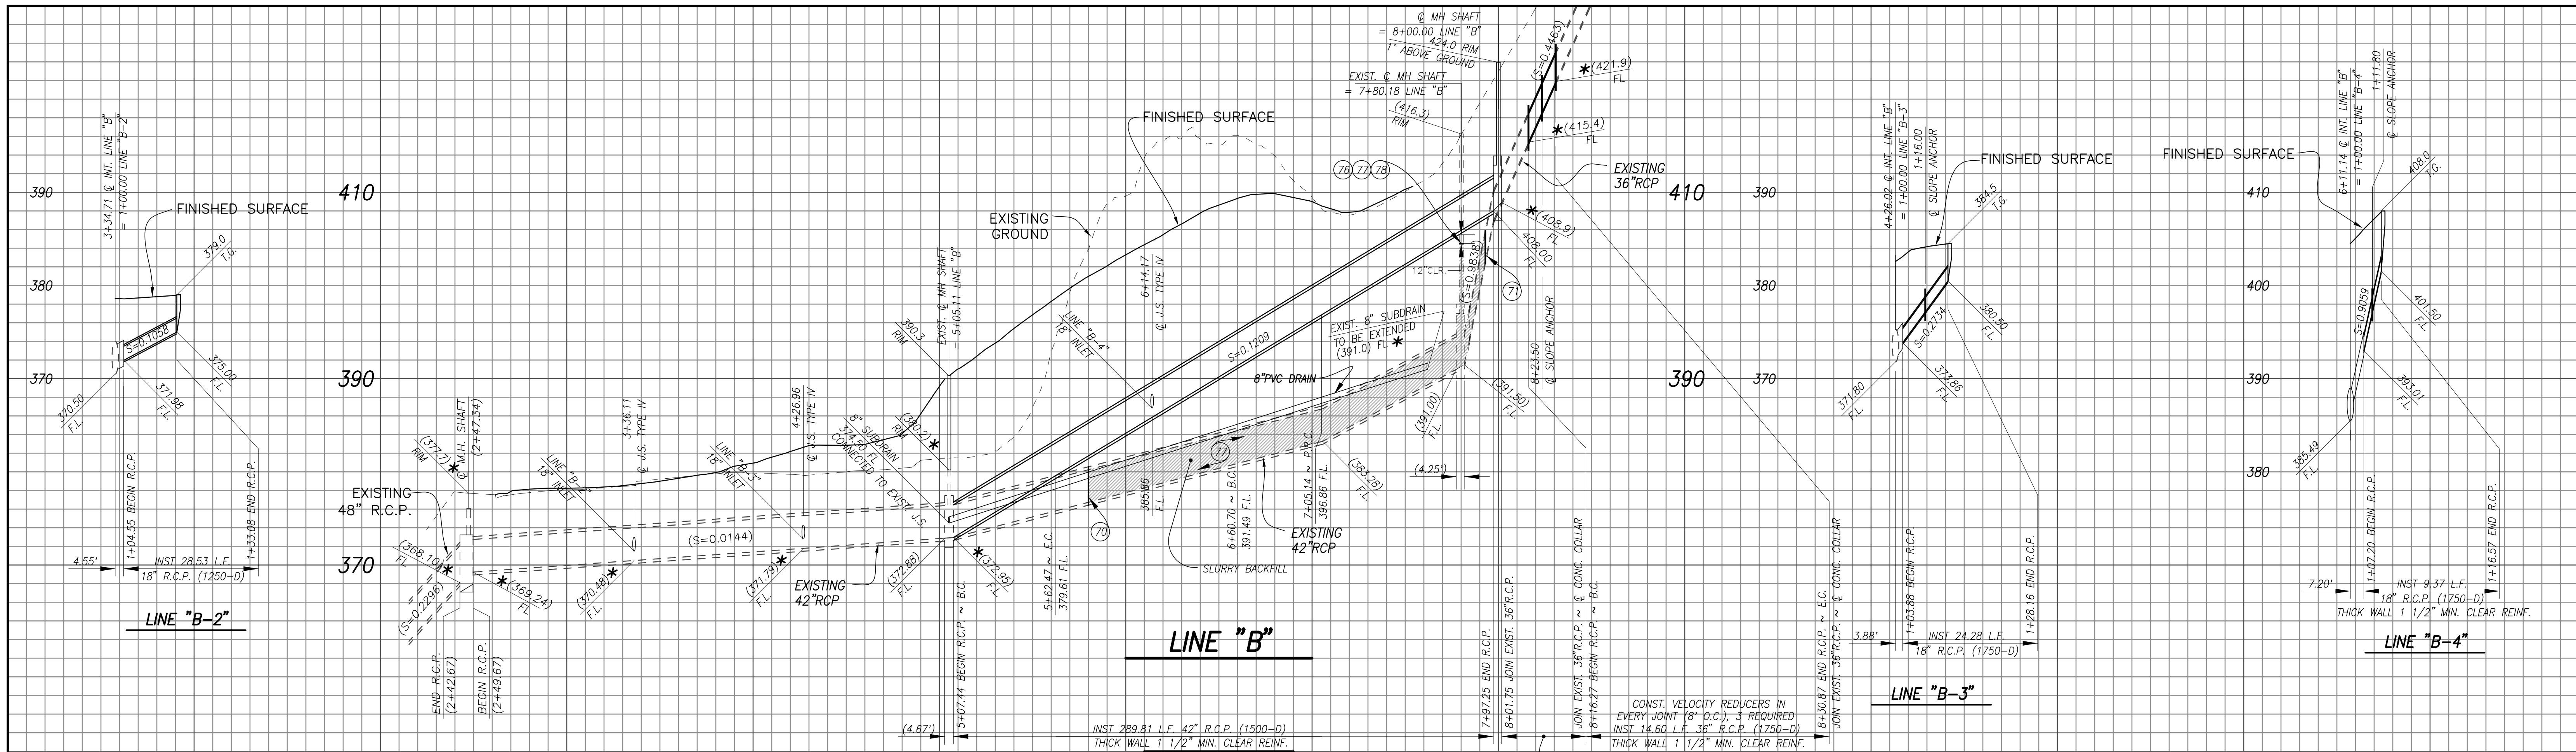 390
380
370
3+34.71 ℄ INT. LINE "B"
= 1+00.00 LINE "B-2"
FINISHED SURFACE
379.0
T.G.
S=0.1058
370.50
F.L.
371.98
F.L.
375.00
F.L.
1+04.55 BEGIN R.C.P.
1+33.08 END R.C.P.
4.55'
INST 28.53 L.F.
18" R.C.P. (1250-D)
LINE "B-2"
410
390
370
EXISTING
48" R.C.P.
(377.7) *
RIM
℄ M.H. SHAFT
(2+47.34)
(368.10) *
FL
(S=0.2296)
* (369.24)
FL
END R.C.P.
(2+42.67)
BEGIN R.C.P.
(2+49.67)
LINE "B-2"
18" INLET
3+36.11
℄ J.S. TYPE IV
(370.48) *
F.L.
LINE "B-3"
18" INLET
4+26.96
℄ J.S. TYPE IV
(S=0.0144)
(371.79) *
F.L.
EXISTING
42"RCP
8" SUBDRAIN
374.50 FL
CONNECTED TO EXIST. J.S.
(380.2) *
RIM
390.3
RIM
EXIST. ℄ MH SHAFT
= 5+05.11 LINE "B"
(372.88)
F.L.
* (372.95)
F.L.
EXISTING
GROUND
FINISHED SURFACE
LINE "B-4"
18" INLET
6+14.17
℄ J.S. TYPE IV
385.86
F.L.
S=0.1209
EXIST. 8" SUBDRAIN
TO BE EXTENDED
(391.0) FL *
8"PVC DRAIN
70
77
SLURRY BACKFILL
EXISTING
42"RCP
5+62.47 ~ E.C.
379.61 F.L.
6+60.70 ~ B.C.
391.49 F.L.
7+05.14 ~ P.R.C.
396.86 F.L.
(383.28)
F.L.
(391.00)
F.L.
(391.50)
F.L.
(4.25')
℄ MH SHAFT
= 8+00.00 LINE "B"
424.0 RIM
1' ABOVE GROUND
EXIST. ℄ MH SHAFT
= 7+80.18 LINE "B"
(416.3)
RIM
76 77 78
12"CLR.
(S=0.9838)
71
(S=0.4463)
* (421.9)
FL
* (415.4)
FL
EXISTING
36"RCP
* (408.9)
FL
408.00
FL
8+23.50
℄ SLOPE ANCHOR
LINE "B"
5+07.44 BEGIN R.C.P. ~ B.C.
7+97.25 END R.C.P.
8+01.75 JOIN EXIST. 36"R.C.P.
JOIN EXIST. 36"R.C.P. ~ ℄ CONC. COLLAR
8+16.27 BEGIN R.C.P. ~ B.C.
8+30.87 END R.C.P. ~ E.C.
JOIN EXIST. 36"R.C.P. ~ ℄ CONC. COLLAR
(4.67')
INST 289.81 L.F. 42" R.C.P. (1500-D)
THICK WALL 1 1/2" MIN. CLEAR REINF.
CONST. VELOCITY REDUCERS IN
EVERY JOINT (8' O.C.), 3 REQUIRED
INST 14.60 L.F. 36" R.C.P. (1750-D)
THICK WALL 1 1/2" MIN. CLEAR REINF.
410
390
390
380
370
4+26.02 ℄ INT. LINE "B"
= 1+00.00 LINE "B-3"
1+16.00
℄ SLOPE ANCHOR
FINISHED SURFACE
384.5
T.G.
S=0.2734
371.80
F.L.
373.86
F.L.
380.50
F.L.
1+03.88 BEGIN R.C.P.
1+28.16 END R.C.P.
3.88'
INST 24.28 L.F.
18" R.C.P. (1750-D)
LINE "B-3"
410
400
390
380
FINISHED SURFACE
6+11.14 ℄ INT. LINE "B"
= 1+00.00 LINE "B-4"
1+11.80
℄ SLOPE ANCHOR
408.0
T.G.
S=0.9059
401.50
F.L.
393.01
F.L.
385.49
F.L.
1+07.20 BEGIN R.C.P.
1+16.57 END R.C.P.
7.20'
INST 9.37 L.F.
18" R.C.P. (1750-D)
THICK WALL 1 1/2" MIN. CLEAR REINF.
LINE "B-4"